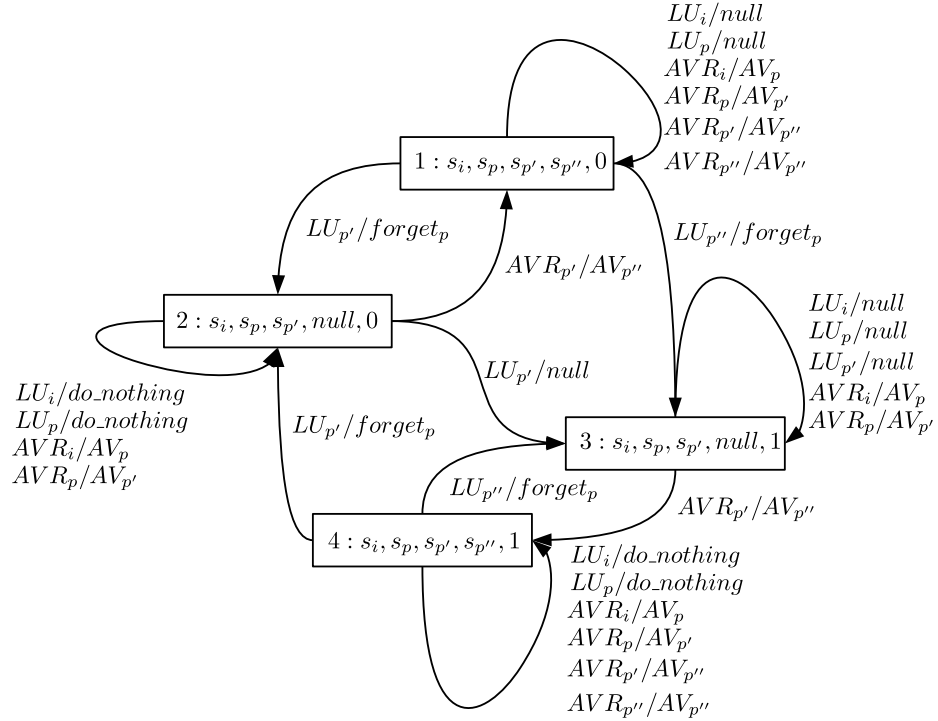 LU_i/null
LU_p/null
AVR_i/AV_p
AVR_p/AV_{p'}
AVR_{p'}/AV_{p''}
AVR_{p''}/AV_{p''}
1 : s_i, s_p, s_{p'}, s_{p''}, 0
LU_{p'}/forget_p
LU_{p''}/forget_p
AVR_{p'}/AV_{p''}
2 : s_i, s_p, s_{p'}, null, 0
LU_i/null
LU_p/null
LU_{p'}/null
AVR_i/AV_p
AVR_p/AV_{p'}
LU_{p'}/null
LU_i/do_nothing
LU_p/do_nothing
AVR_i/AV_p
AVR_p/AV_{p'}
LU_{p'}/forget_p
3 : s_i, s_p, s_{p'}, null, 1
LU_{p''}/forget_p
AVR_{p'}/AV_{p''}
4 : s_i, s_p, s_{p'}, s_{p''}, 1
LU_i/do_nothing
LU_p/do_nothing
AVR_i/AV_p
AVR_p/AV_{p'}
AVR_{p'}/AV_{p''}
AVR_{p''}/AV_{p''}